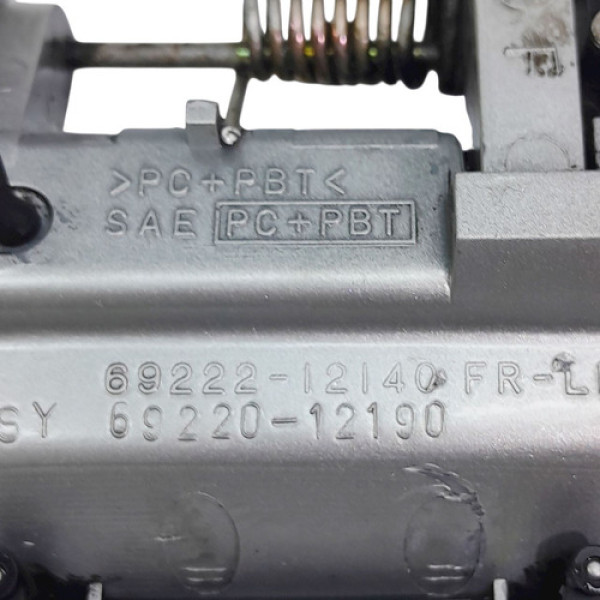 >PC+PBT<
SAE PC+PBT
69222-12140 FR-L
SY 69220-12190